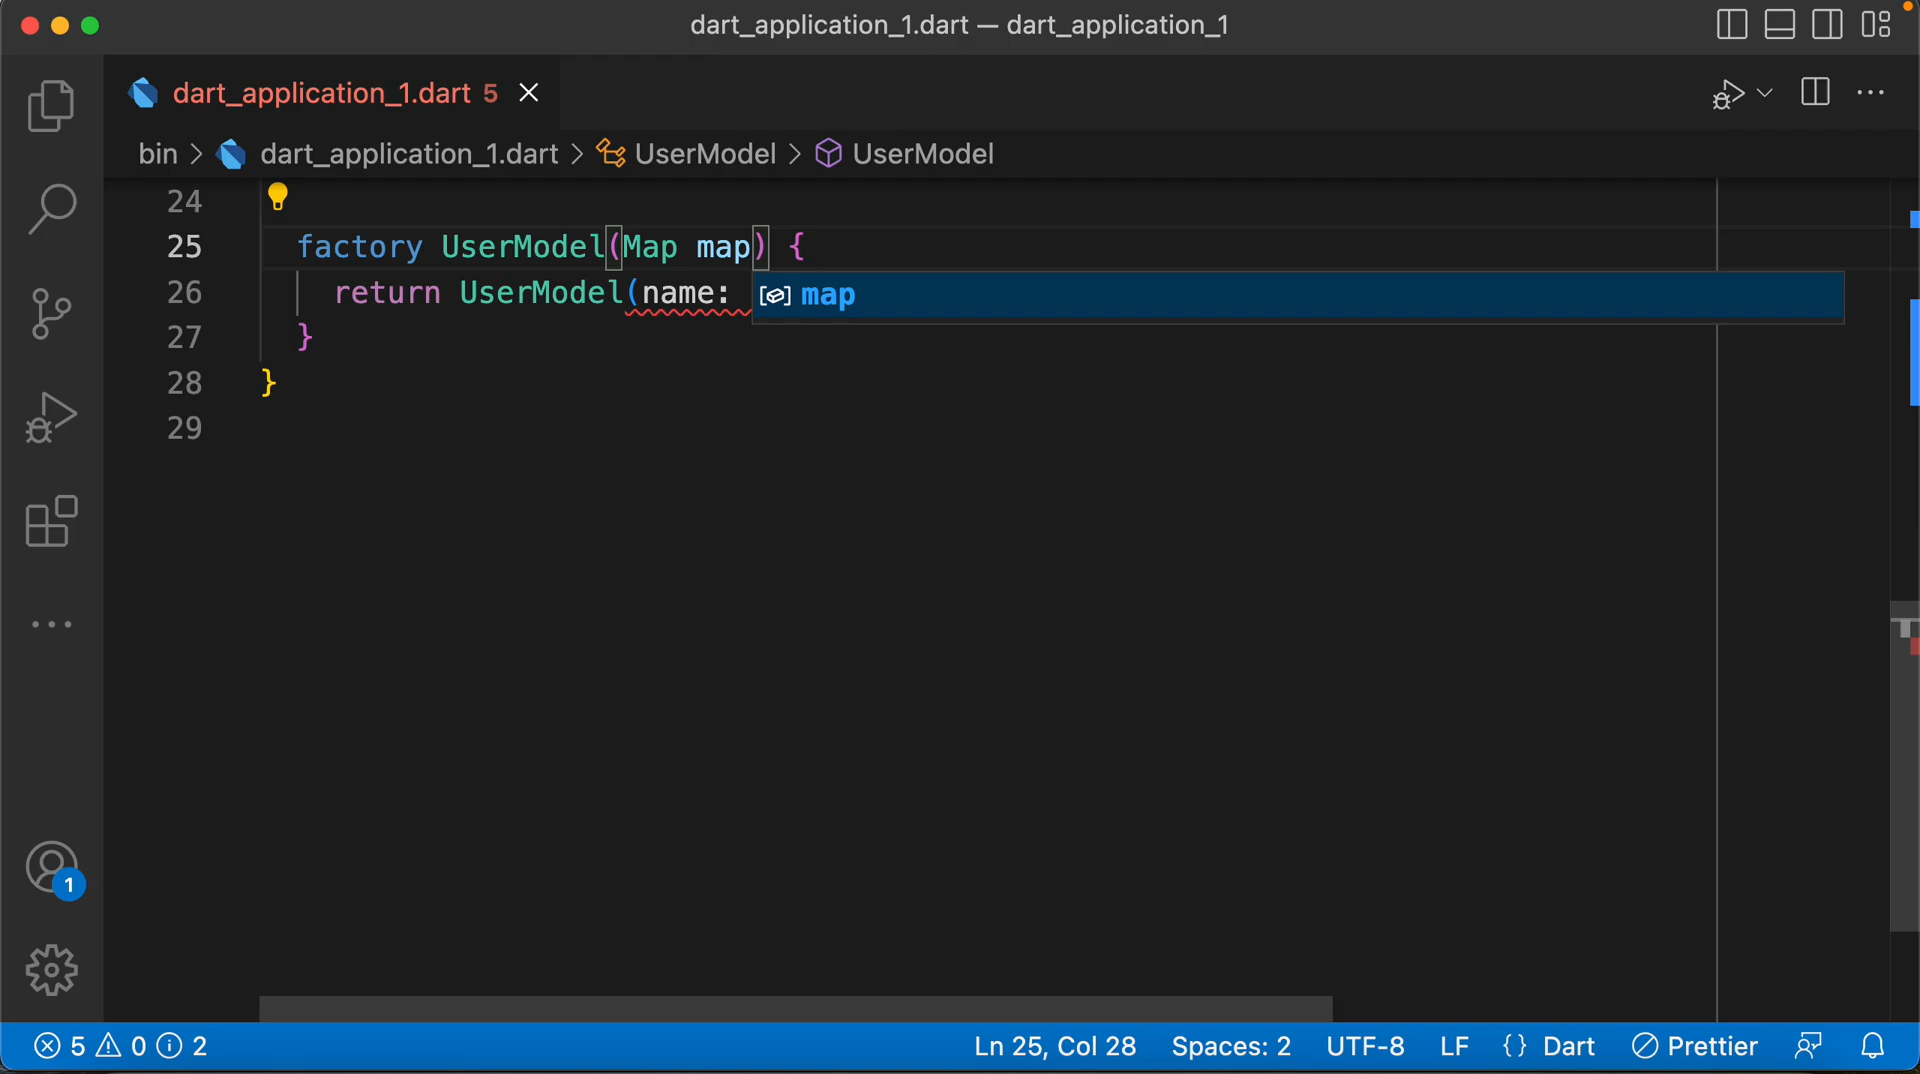 dart_application_1.dart — dart_application_1
dart_application_1.dart 5
bin > dart_application_1.dart > UserModel > UserModel
24
25 factory UserModel(Map map) {
26 return UserModel(name:
map
27 }
28 }
29
1
5 0 2 Ln 25, Col 28 Spaces: 2 UTF-8 LF {} Dart Prettier